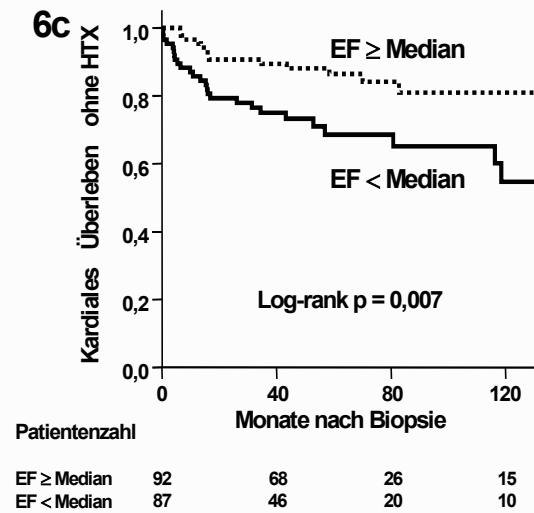 6c
Kardiales Überleben ohne HTX
1,0
0,8
0,6
0,4
0,2
0,0
EF ≥ Median
EF < Median
Log-rank p = 0,007
0 40 80 120
Monate nach Biopsie
Patientenzahl
EF ≥ Median 92 68 26 15
EF < Median 87 46 20 10